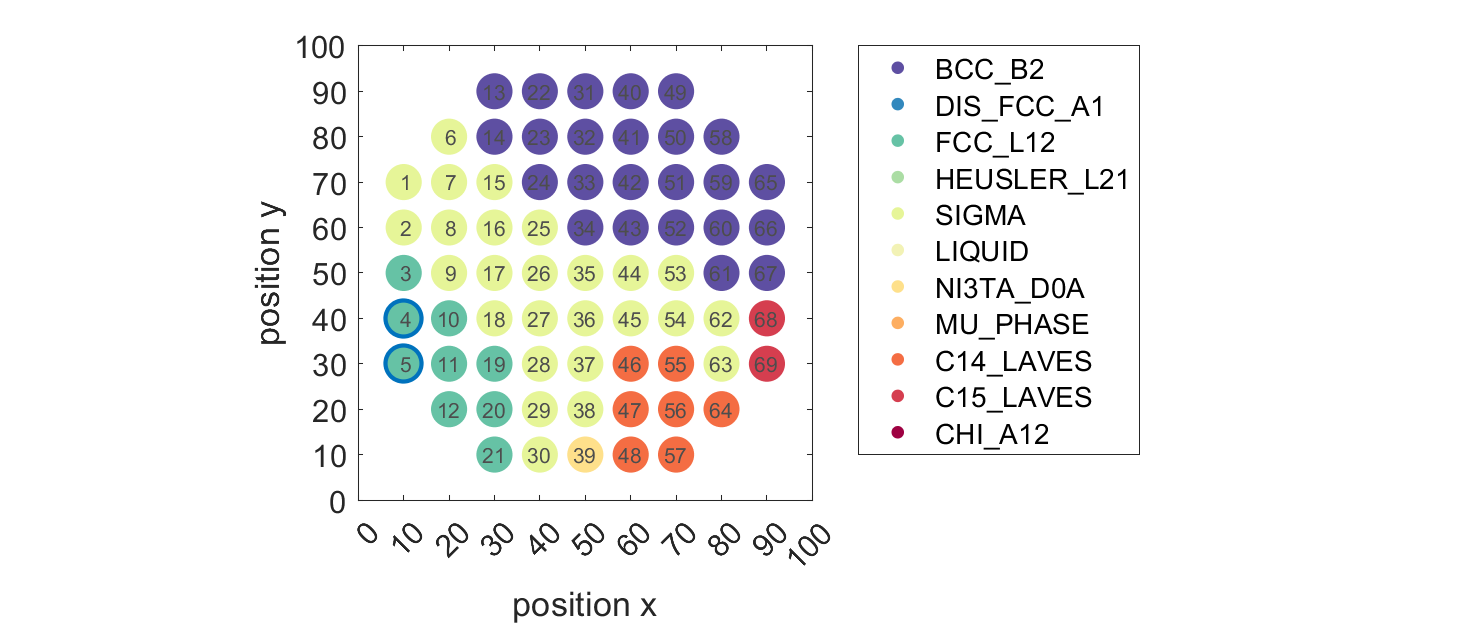 100
90
80
70
60
50
40
30
20
10
0
position y
13 22 31 40 49
6 14 23 32 41 50 58
1 7 15 24 33 42 51 59 65
2 8 16 25 34 43 52 60 66
3 9 17 26 35 44 53 61 67
4 10 18 27 36 45 54 62 68
5 11 19 28 37 46 55 63 69
12 20 29 38 47 56 64
21 30 39 48 57
0 10 20 30 40 50 60 70 80 90 100
position x
BCC_B2
DIS_FCC_A1
FCC_L12
HEUSLER_L21
SIGMA
LIQUID
NI3TA_D0A
MU_PHASE
C14_LAVES
C15_LAVES
CHI_A12